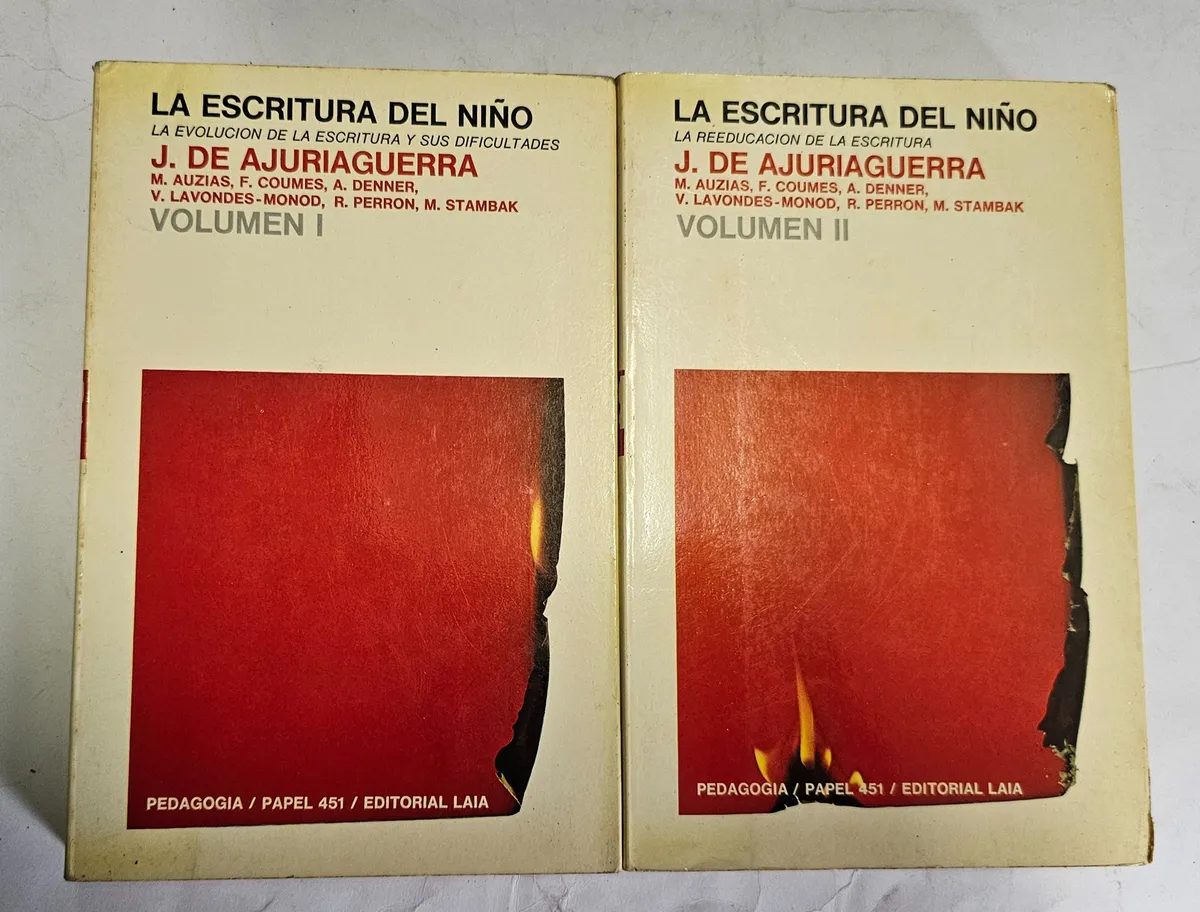 LA ESCRITURA DEL NIÑO
LA EVOLUCION DE LA ESCRITURA Y SUS DIFICULTADES
J. DE AJURIAGUERRA
M. AUZIAS, F. COUMES, A. DENNER,
V. LAVONDES-MONOD, R. PERRON, M. STAMBAK
VOLUMEN I
PEDAGOGIA / PAPEL 451 / EDITORIAL LAIA
LA ESCRITURA DEL NIÑO
LA REEDUCACION DE LA ESCRITURA
J. DE AJURIAGUERRA
M. AUZIAS, F. COUMES, A. DENNER,
V. LAVONDES-MONOD, R. PERRON, M. STAMBAK
VOLUMEN II
PEDAGOGIA / PAPEL 451 / EDITORIAL LAIA